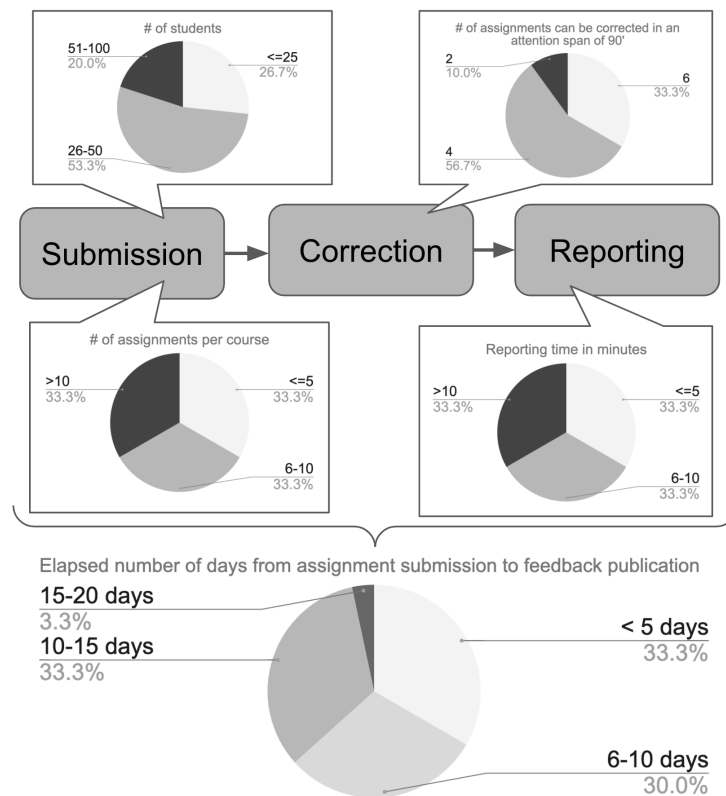 # of students
51-100
20.0%
<=25
26.7%
26-50
53.3%
# of assignments can be corrected in an
attention span of 90'
2
10.0%
6
33.3%
4
56.7%
Submission
Correction
Reporting
# of assignments per course
>10
33.3%
<=5
33.3%
6-10
33.3%
Reporting time in minutes
>10
33.3%
<=5
33.3%
6-10
33.3%
Elapsed number of days from assignment submission to feedback publication
15-20 days
3.3%
10-15 days
33.3%
< 5 days
33.3%
6-10 days
30.0%